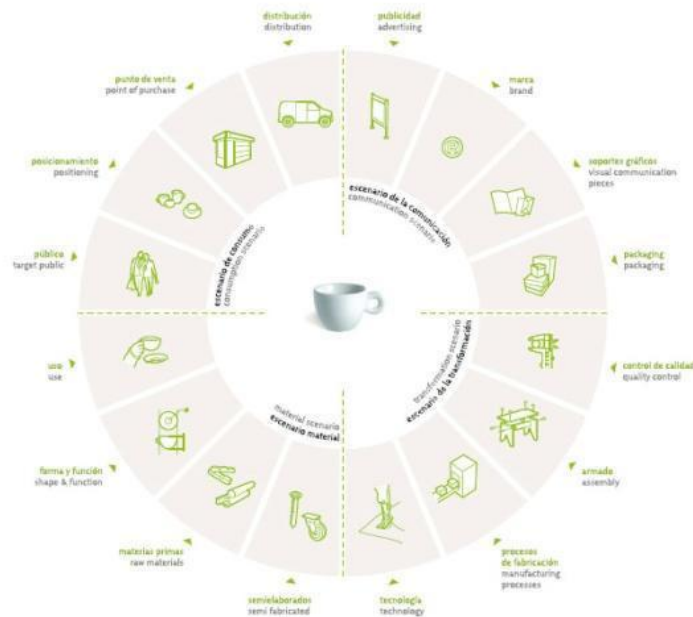 distribución
distribution
publicidad
advertising
marca
brand
soportes gráficos
visual communication
pieces
packaging
packaging
control de calidad
quality control
armado
assembly
procesos
de fabricación
manufacturing
processes
tecnología
technology
semielaborados
semi fabricated
materias primas
raw materials
forma y función
shape & function
uso
use
público
target public
posicionamiento
positioning
punto de venta
point of purchase
escenario de la comunicación
communication scenario
transformation scenario
escenario de la transformación
material scenario
escenario material
escenario de consumo
consumption scenario